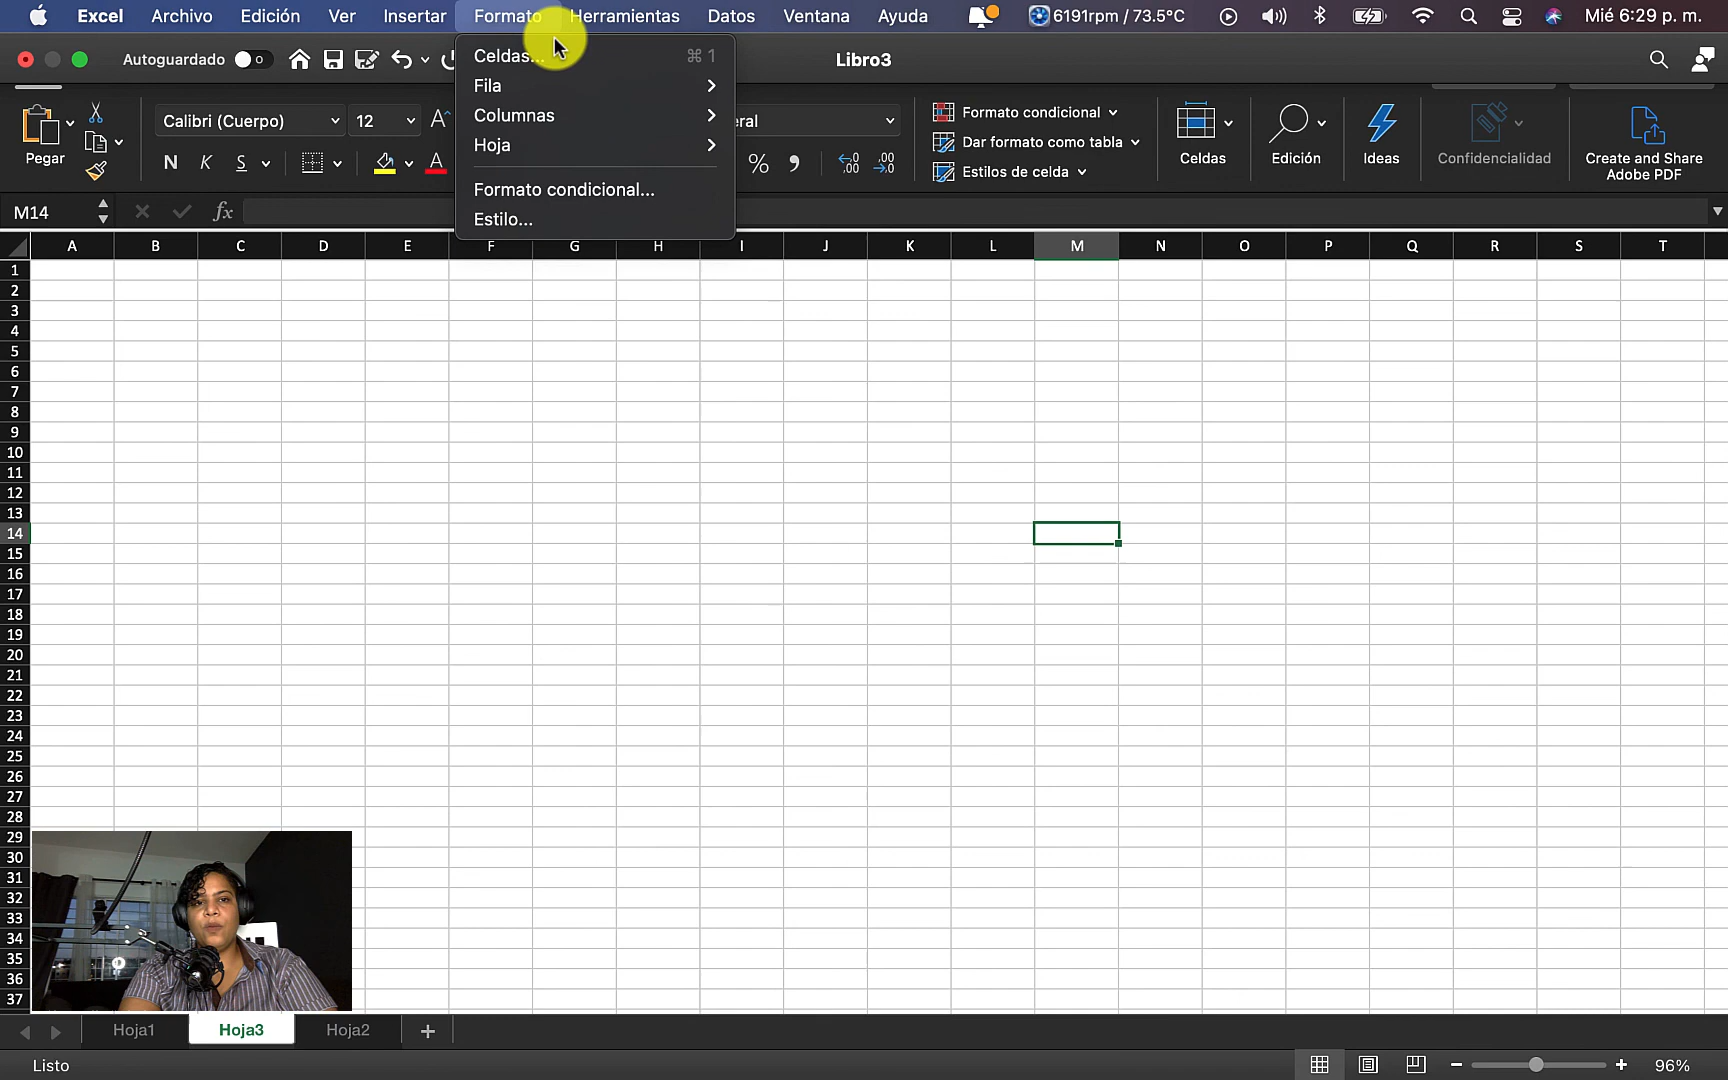 Excel Archivo Edición Ver Insertar Formato Herramientas Datos Ventana Ayuda 6191rpm / 73.5°C Mié 6:29 p. m.
Autoguardado Libro3
Celdas... ⌘ 1
Fila
Columnas
Hoja
Formato condicional...
Estilo...
Pegar
Calibri (Cuerpo) 12 A
N K S A
eral
% ,00 ,00
Formato condicional
Dar formato como tabla
Estilos de celda
Celdas
Edición
Ideas
Confidencialidad
Create and Share
Adobe PDF
M14 fx
A B C D E F G H I J K L M N O P Q R S T
1
2
3
4
5
6
7
8
9
10
11
12
13
14
15
16
17
18
19
20
21
22
23
24
25
26
27
28
29
30
31
32
33
34
35
36
37
Hoja1 Hoja3 Hoja2 +
Listo 96%